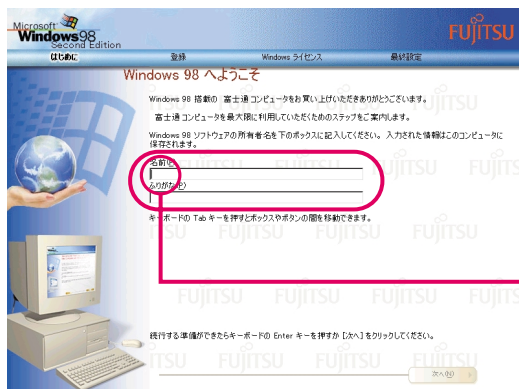 Microsoft
Windows98
Second Edition
FUJITSU
はじめに 登録 Windows ライセンス 最終設定
Windows 98 へようこそ
Windows 98 搭載の 富士通 コンピュータをお買い上げいただきありがとうございます。
富士通 コンピュータを最大限に利用していただくためのステップをご案内します。
Windows 98 ソフトウェアの所有者名を下のボックスに記入してください。 入力された情報はこのコンピュータに
保存されます。
名前(E)
ふりがな(P)
キーボードの Tab キーを押すとボックスやボタンの間を移動できます。
続行する準備ができたらキーボードの Enter キーを押すか [次へ] をクリックしてください。
次へ(N)